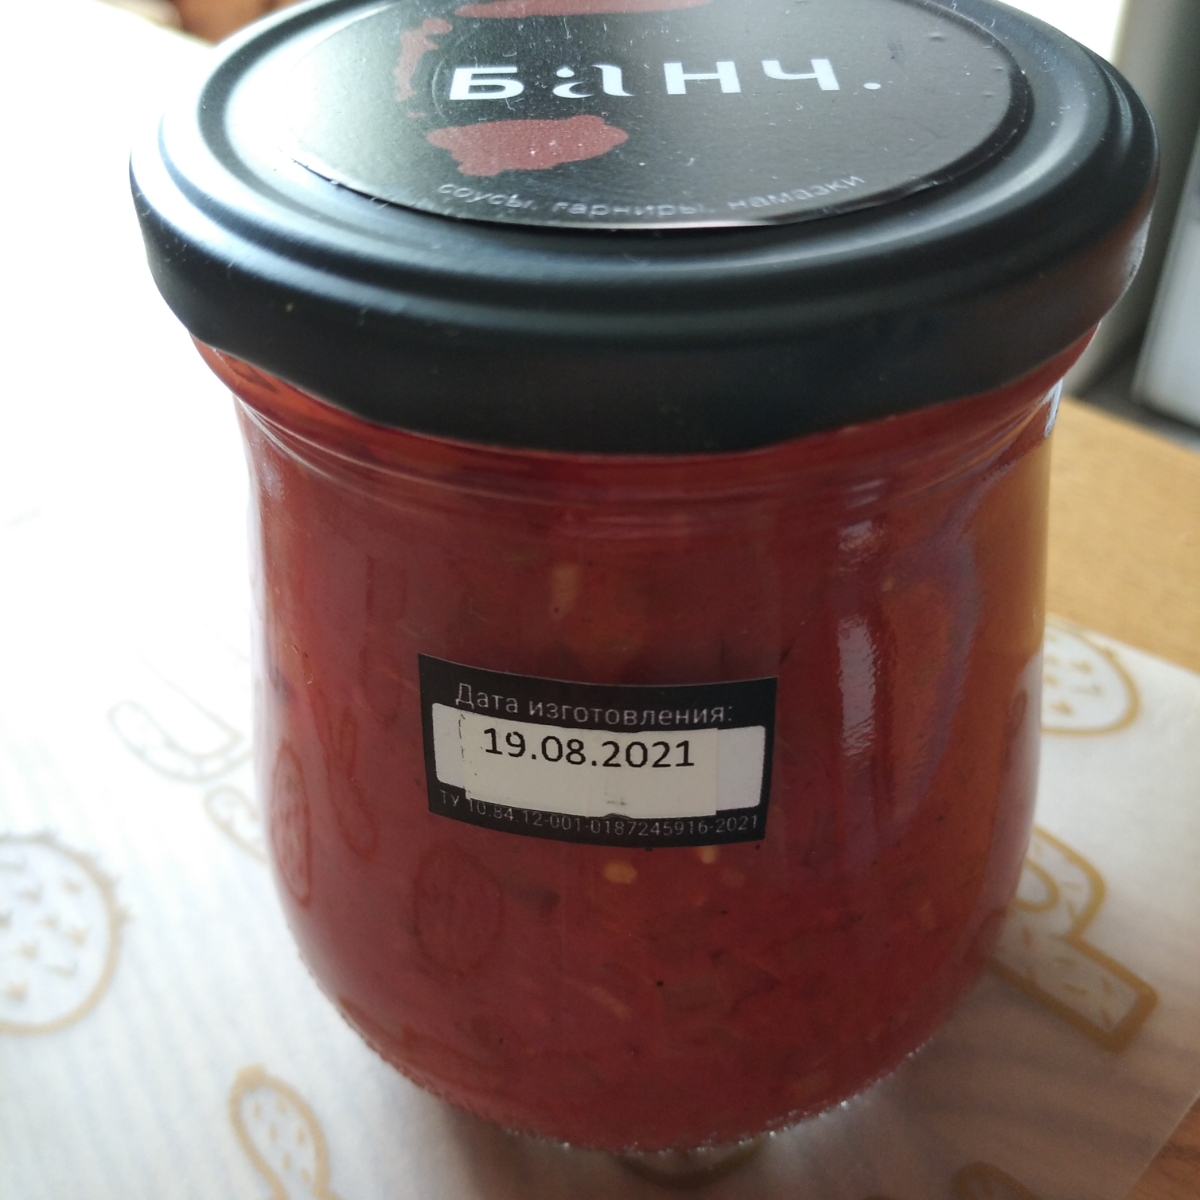 БаНЧ.
соусы, гарниры, намазки
Дата изготовления:
19.08.2021
ТУ 10.84.12-001-0187245916-2021